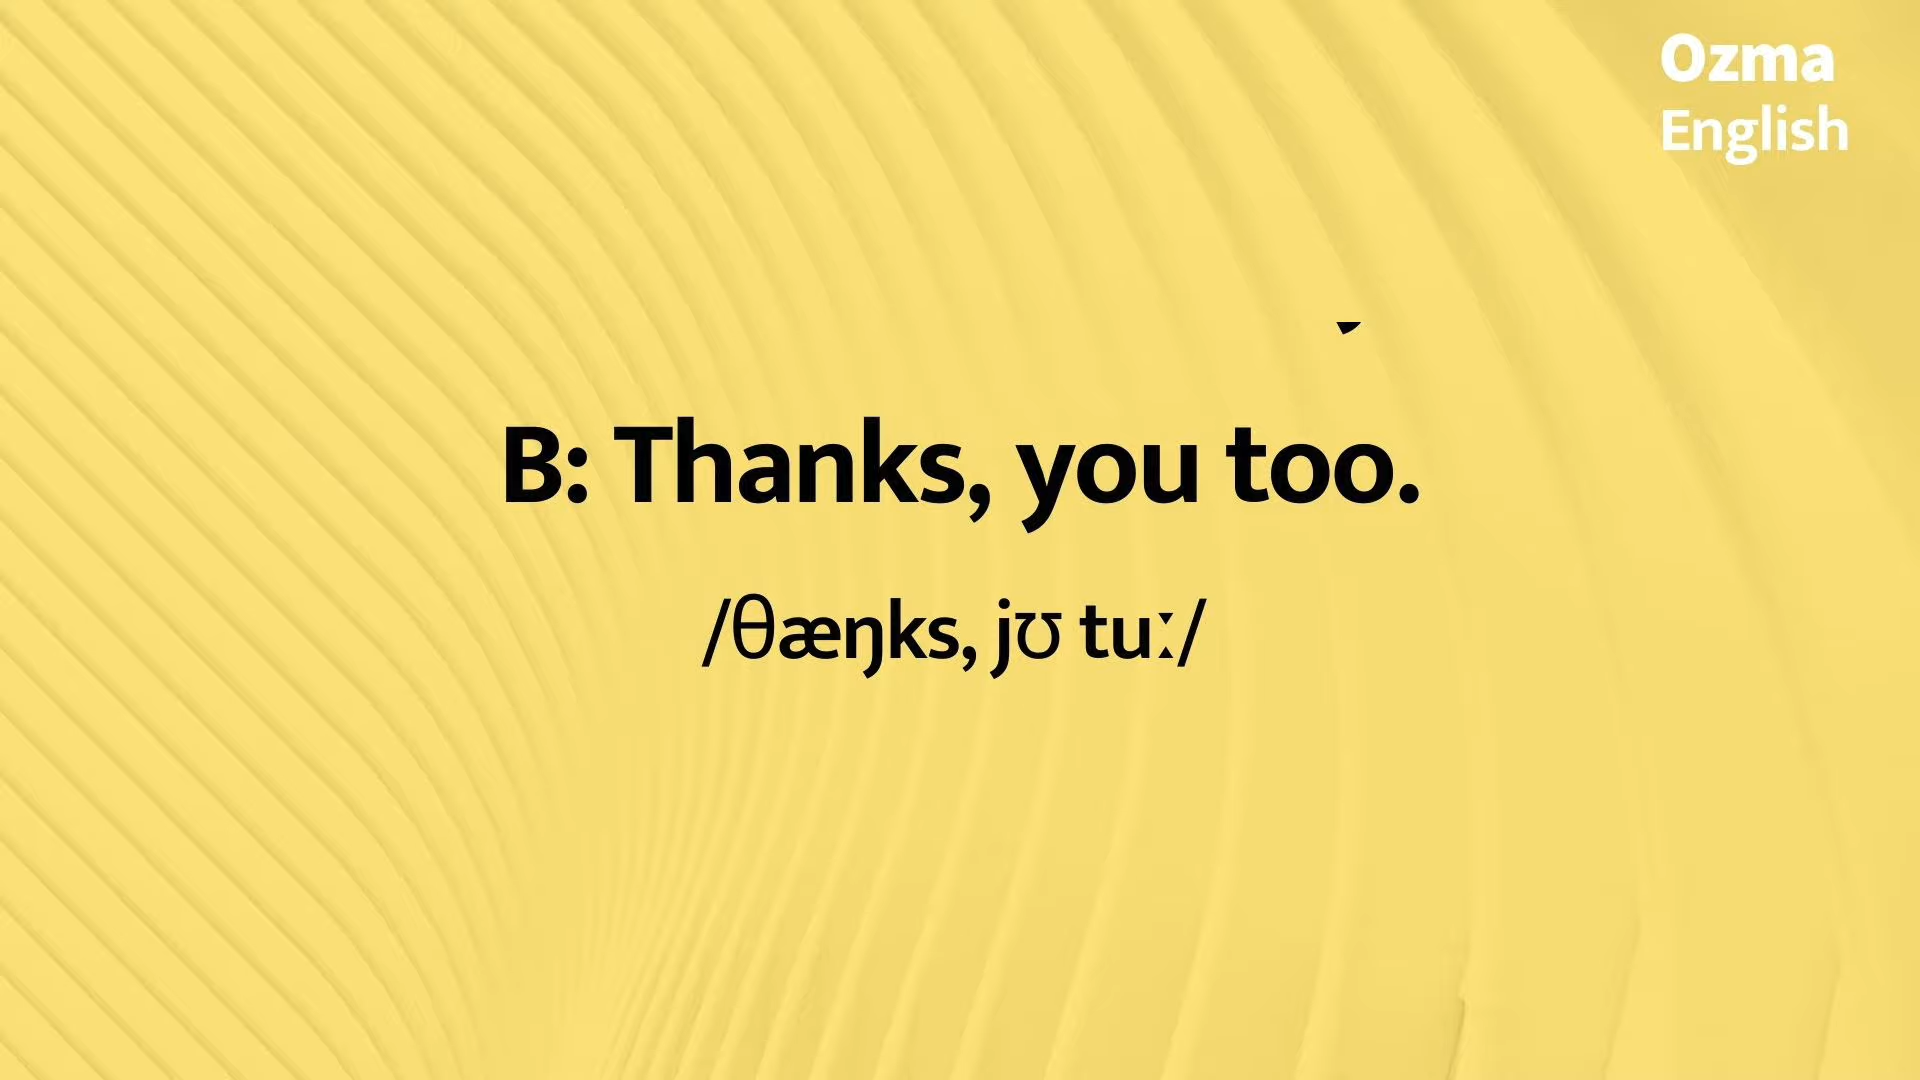 Ozma
English
B: Thanks, you too.
/θæŋks, jʊ tuː/